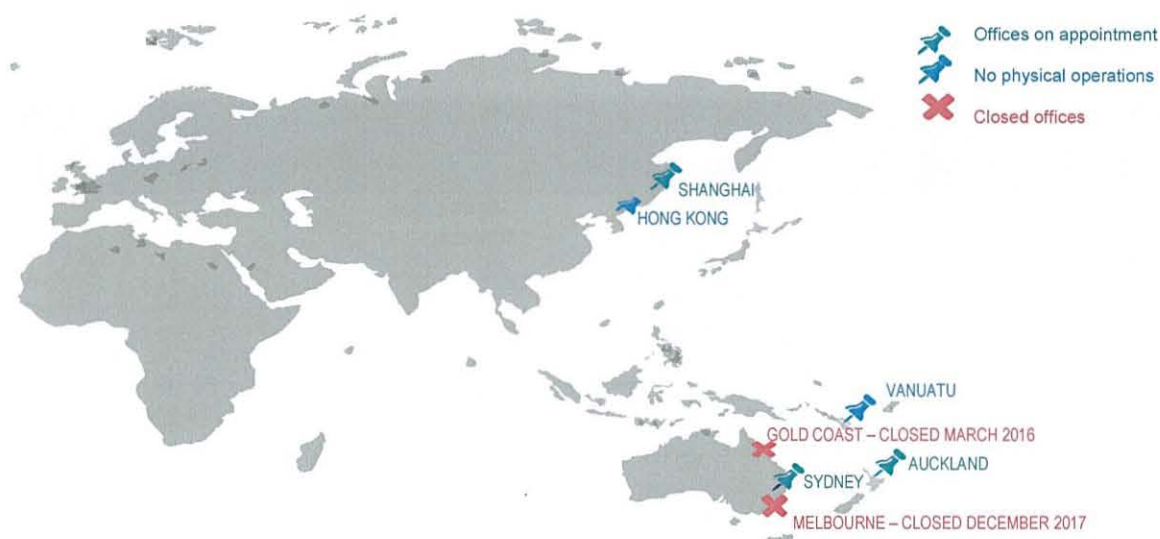 Offices on appointment
No physical operations
Closed offices
SHANGHAI
HONG KONG
VANUATU
GOLD COAST – CLOSED MARCH 2016
AUCKLAND
SYDNEY
MELBOURNE – CLOSED DECEMBER 2017